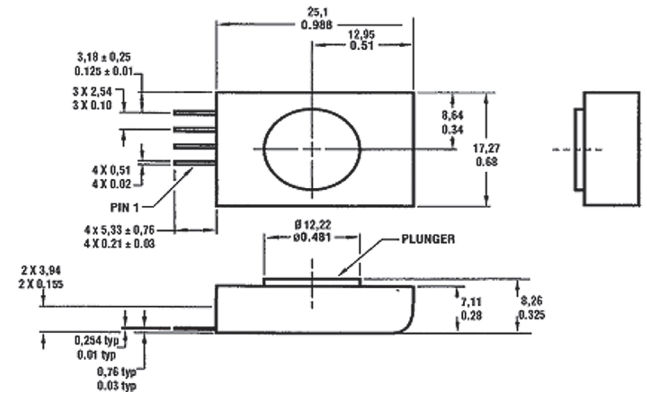 25,1
0.988
12,95
0.51
3,18 ± 0,25
0.125 ± 0.01
3 X 2,54
3 X 0.10
8,64
0.34
17,27
0.68
4 X 0,51
4 X 0.02
PIN 1
4 x 5,33 ± 0,76
4 X 0.21 ± 0.03
Ø 12,22
Ø0.481
PLUNGER
2 X 3,94
2 X 0.155
7,11
0.28
8,26
0.325
0,254 typ
0.01 typ
0,76 typ
0.03 typ